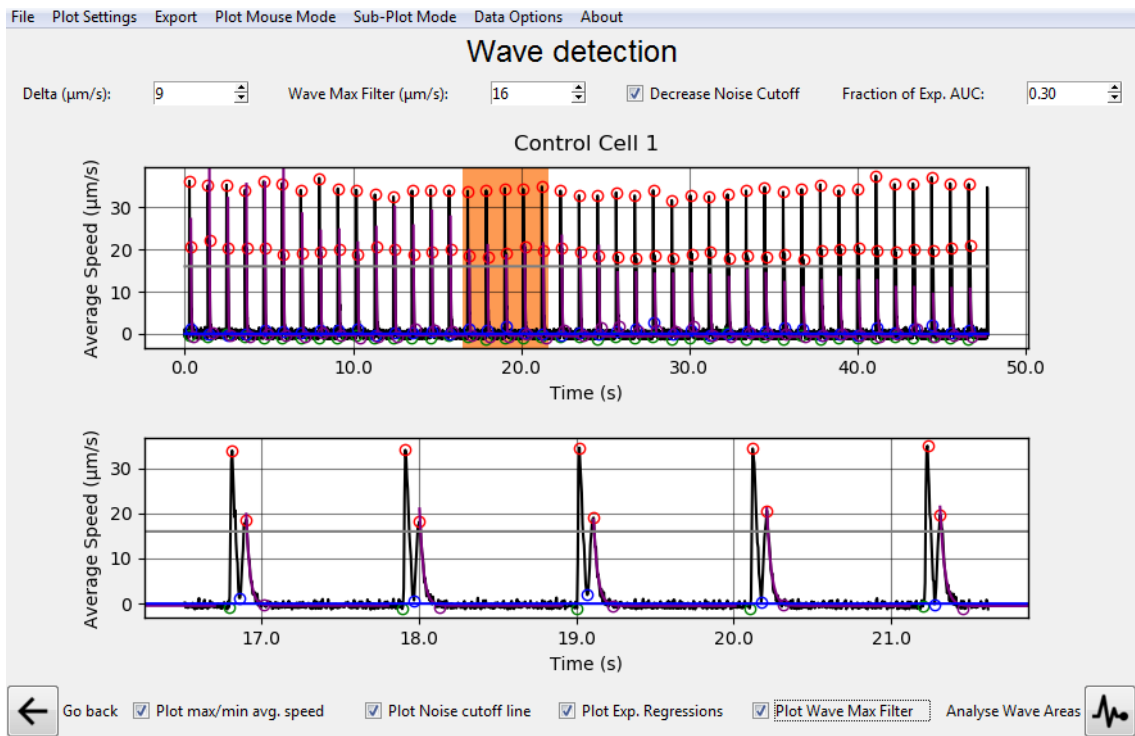 File Plot Settings Export Plot Mouse Mode Sub-Plot Mode Data Options About
Wave detection
Delta (µm/s): 9 Wave Max Filter (µm/s): 16 Decrease Noise Cutoff Fraction of Exp. AUC: 0.30
Control Cell 1
Average Speed (µm/s)
30
20
10
0
0.0 10.0 20.0 30.0 40.0 50.0
Time (s)
Average Speed (µm/s)
30
20
10
0
17.0 18.0 19.0 20.0 21.0
Time (s)
Go back Plot max/min avg. speed Plot Noise cutoff line Plot Exp. Regressions Plot Wave Max Filter Analyse Wave Areas